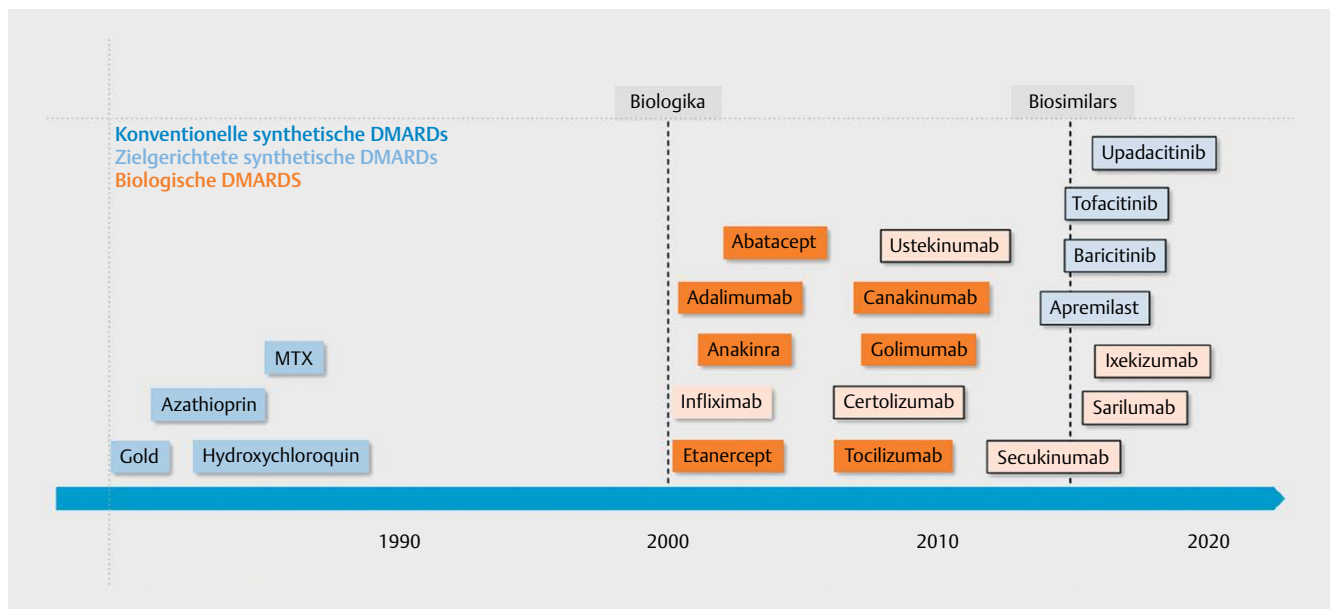 Biologika
Biosimilars
Konventionelle synthetische DMARDs
Zielgerichtete synthetische DMARDs
Biologische DMARDS
Upadacitinib
Tofacitinib
Abatacept
Ustekinumab
Baricitinib
Adalimumab
Canakinumab
Apremilast
MTX
Anakinra
Golimumab
Ixekizumab
Azathioprin
Infliximab
Certolizumab
Sarilumab
Gold
Hydroxychloroquin
Etanercept
Tocilizumab
Secukinumab
1990
2000
2010
2020